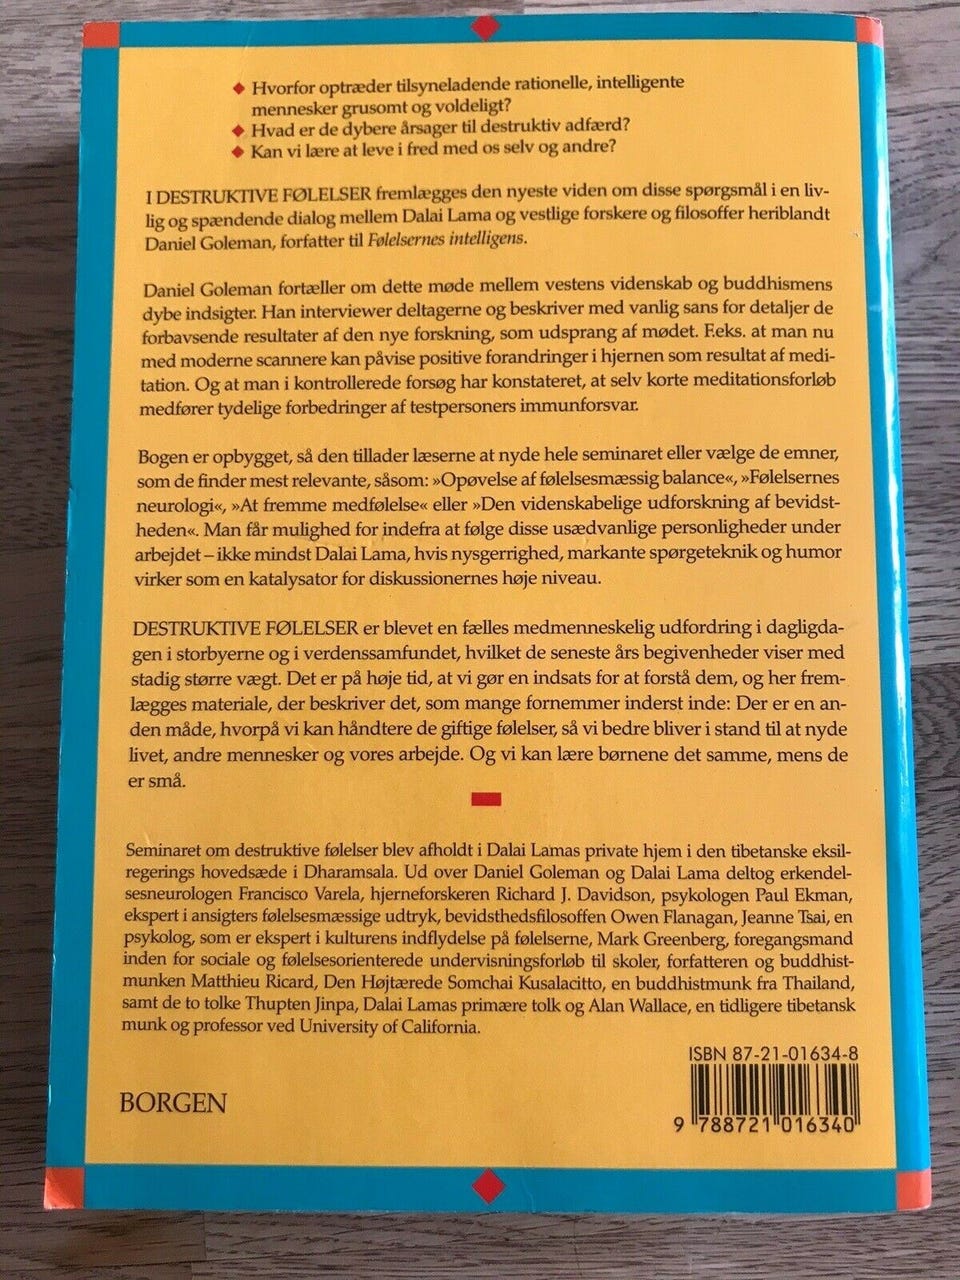 Hvorfor optræder tilsyneladende rationelle, intelligente
mennesker grusomt og voldeligt?
Hvad er de dybere årsager til destruktiv adfærd?
Kan vi lære at leve i fred med os selv og andre?
I DESTRUKTIVE FØLELSER fremlægges den nyeste viden om disse spørgsmål i en liv-
lig og spændende dialog mellem Dalai Lama og vestlige forskere og filosoffer heriblandt
Daniel Goleman, forfatter til Følelsernes intelligens.
Daniel Goleman fortæller om dette møde mellem vestens videnskab og buddhismens
dybe indsigter. Han interviewer deltagerne og beskriver med vanlig sans for detaljer de
forbavsende resultater af den nye forskning, som udsprang af mødet. F.eks. at man nu
med moderne scannere kan påvise positive forandringer i hjernen som resultat af medi-
tation. Og at man i kontrollerede forsøg har konstateret, at selv korte meditationsforløb
medfører tydelige forbedringer af testpersoners immunforsvar.
Bogen er opbygget, så den tillader læserne at nyde hele seminaret eller vælge de emner,
som de finder mest relevante, såsom: »Opøvelse af følelsesmæssig balance«, »Følelsernes
neurologi«, »At fremme medfølelse« eller »Den videnskabelige udforskning af bevidst-
heden«. Man får mulighed for indefra at følge disse usædvanlige personligheder under
arbejdet – ikke mindst Dalai Lama, hvis nysgerrighed, markante spørgeteknik og humor
virker som en katalysator for diskussionernes høje niveau.
DESTRUKTIVE FØLELSER er blevet en fælles medmenneskelig udfordring i dagligda-
gen i storbyerne og i verdenssamfundet, hvilket de seneste års begivenheder viser med
stadig større vægt. Det er på høje tid, at vi gør en indsats for at forstå dem, og her frem-
lægges materiale, der beskriver det, som mange fornemmer inderst inde: Der er en an-
den måde, hvorpå vi kan håndtere de giftige følelser, så vi bedre bliver i stand til at nyde
livet, andre mennesker og vores arbejde. Og vi kan lære børnene det samme, mens de
er små.
Seminaret om destruktive følelser blev afholdt i Dalai Lamas private hjem i den tibetanske eksil-
regerings hovedsæde i Dharamsala. Ud over Daniel Goleman og Dalai Lama deltog erkendel-
sesneurologen Francisco Varela, hjerneforskeren Richard J. Davidson, psykologen Paul Ekman,
ekspert i ansigters følelsesmæssige udtryk, bevidsthedsfilosoffen Owen Flanagan, Jeanne Tsai, en
psykolog, som er ekspert i kulturens indflydelse på følelserne, Mark Greenberg, foregangsmand
inden for sociale og følelsesorienterede undervisningsforløb til skoler, forfatteren og buddhist-
munken Matthieu Ricard, Den Højtærede Somchai Kusalacitto, en buddhistmunk fra Thailand,
samt de to tolke Thupten Jinpa, Dalai Lamas primære tolk og Alan Wallace, en tidligere tibetansk
munk og professor ved University of California.
ISBN 87-21-01634-8
BORGEN
9 788721 016340